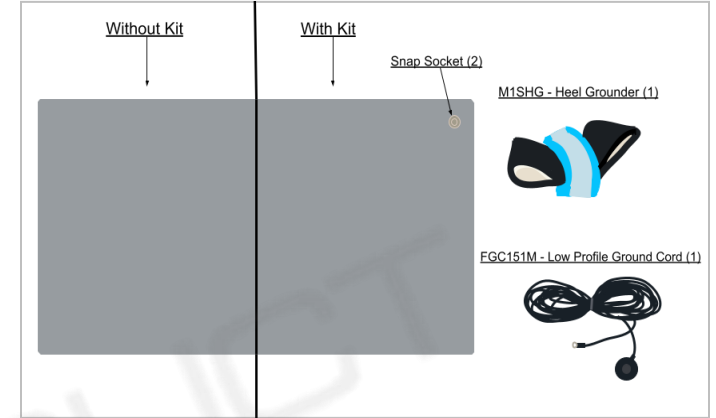 Without Kit
With Kit
Snap Socket (2)
M1SHG - Heel Grounder (1)
FGC151M - Low Profile Ground Cord (1)